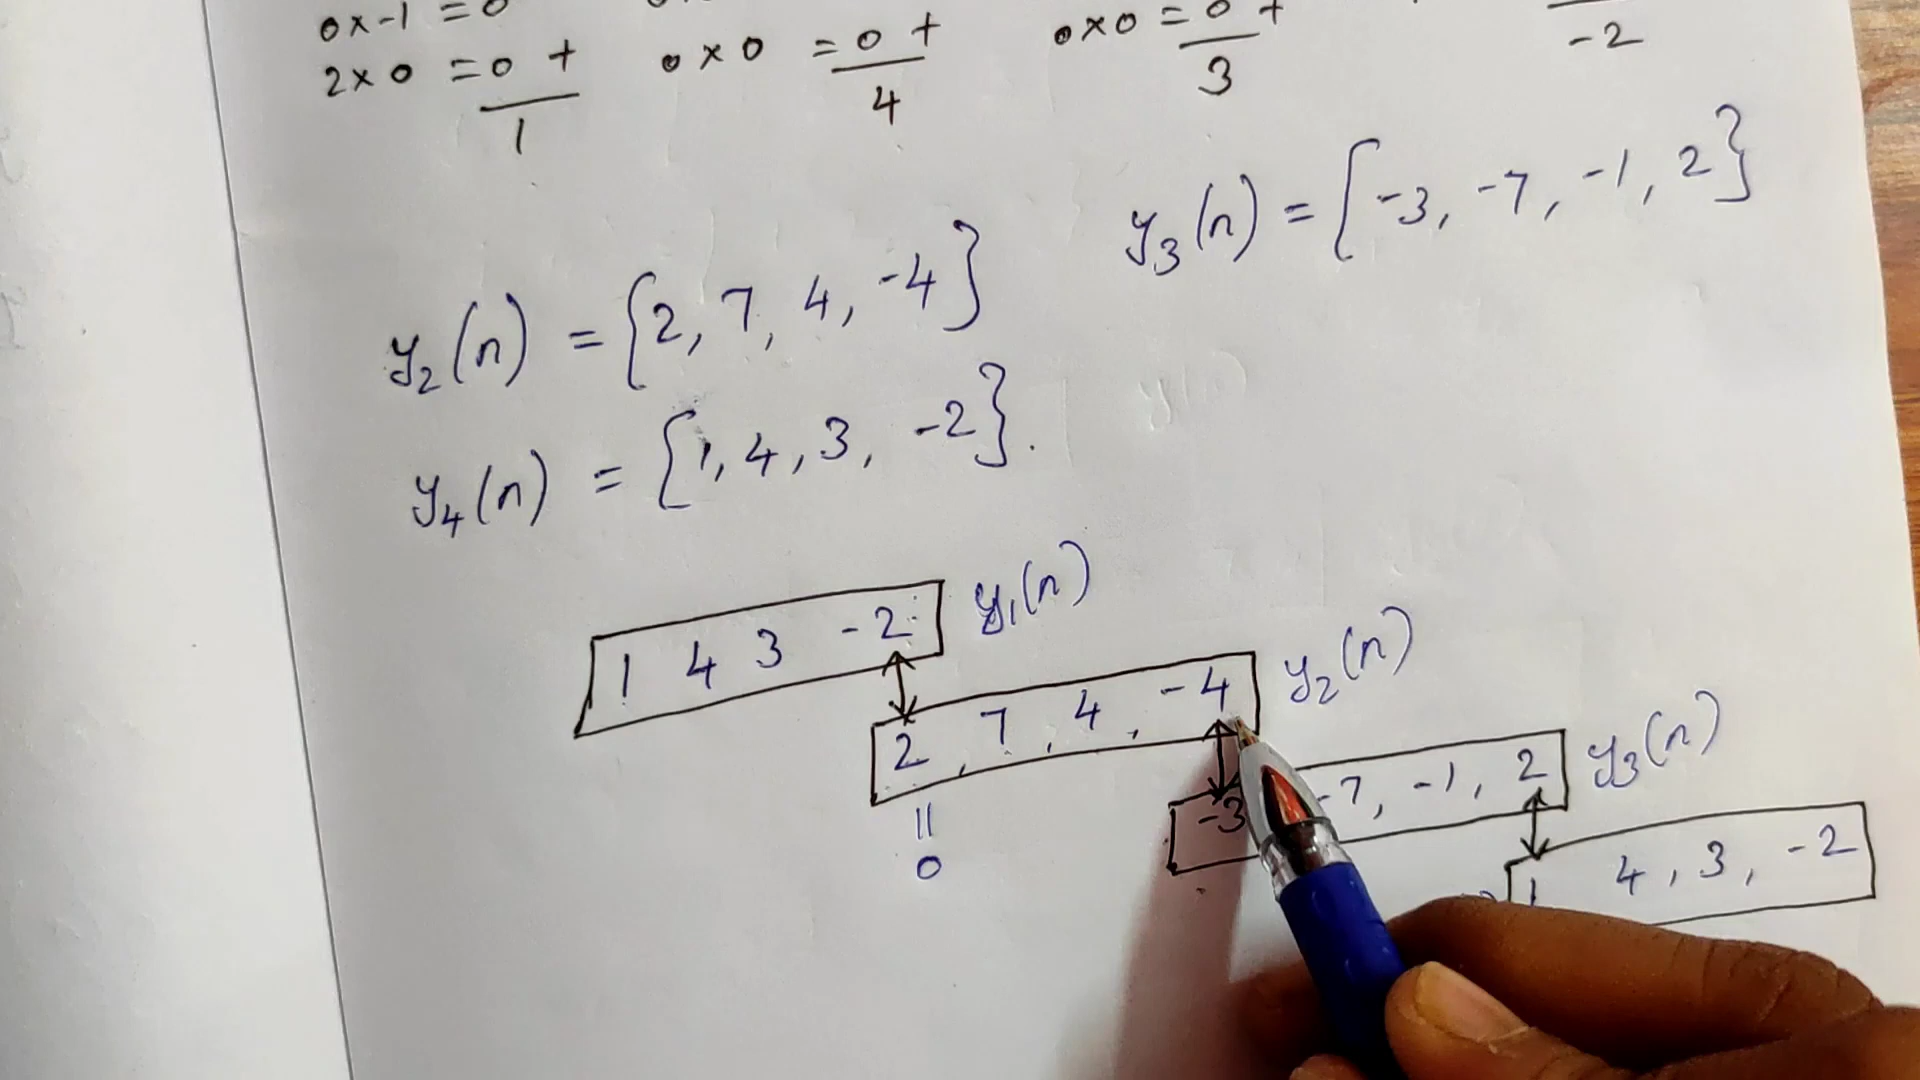 0 x -1 = 0
2 x 0 = 0 + 0 x 0 = 0 + 0 x 0 = 0 +
1 4 3 -2
y3(n) = {-3, -7, -1, 2}
y2(n) = {2, 7, 4, -4}
y4(n) = {1, 4, 3, -2}.
1 4 3 -2 y1(n)
2, 7, 4, -4 y2(n)
-3 -7, -1, 2 y3(n)
1 4, 3, -2
||
0